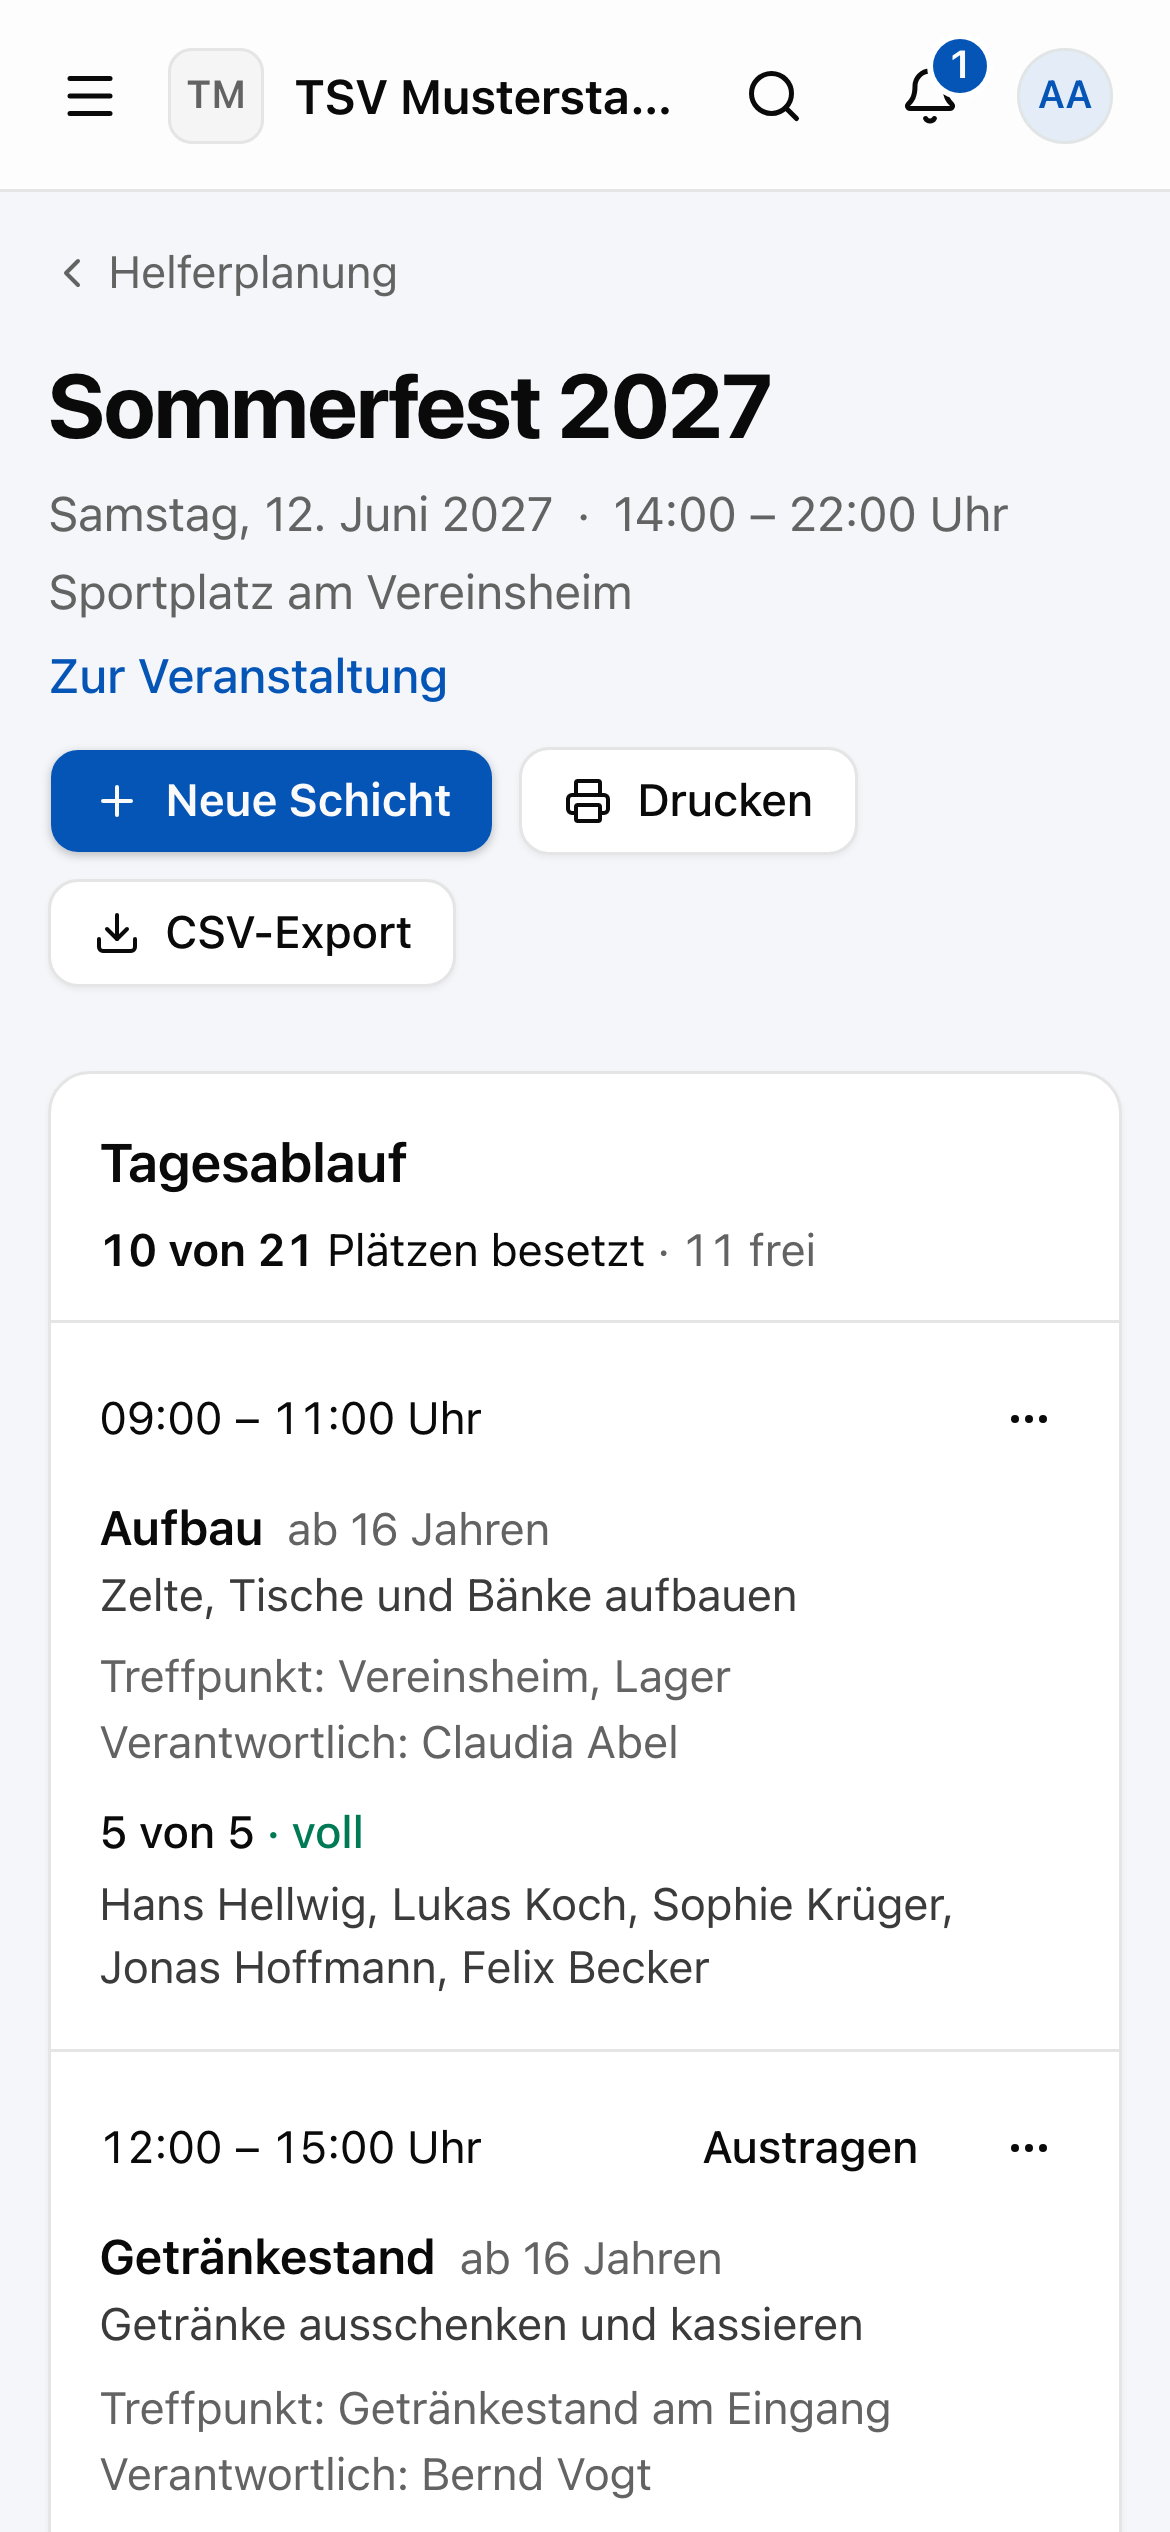 TM TSV Mustersta... 1 AA
Helferplanung
Sommerfest 2027
Samstag, 12. Juni 2027 · 14:00 – 22:00 Uhr
Sportplatz am Vereinsheim
Zur Veranstaltung
Neue Schicht Drucken
CSV-Export
Tagesablauf
10 von 21 Plätzen besetzt · 11 frei
09:00 – 11:00 Uhr
Aufbau ab 16 Jahren
Zelte, Tische und Bänke aufbauen
Treffpunkt: Vereinsheim, Lager
Verantwortlich: Claudia Abel
5 von 5 · voll
Hans Hellwig, Lukas Koch, Sophie Krüger,
Jonas Hoffmann, Felix Becker
12:00 – 15:00 Uhr Austragen
Getränkestand ab 16 Jahren
Getränke ausschenken und kassieren
Treffpunkt: Getränkestand am Eingang
Verantwortlich: Bernd Vogt